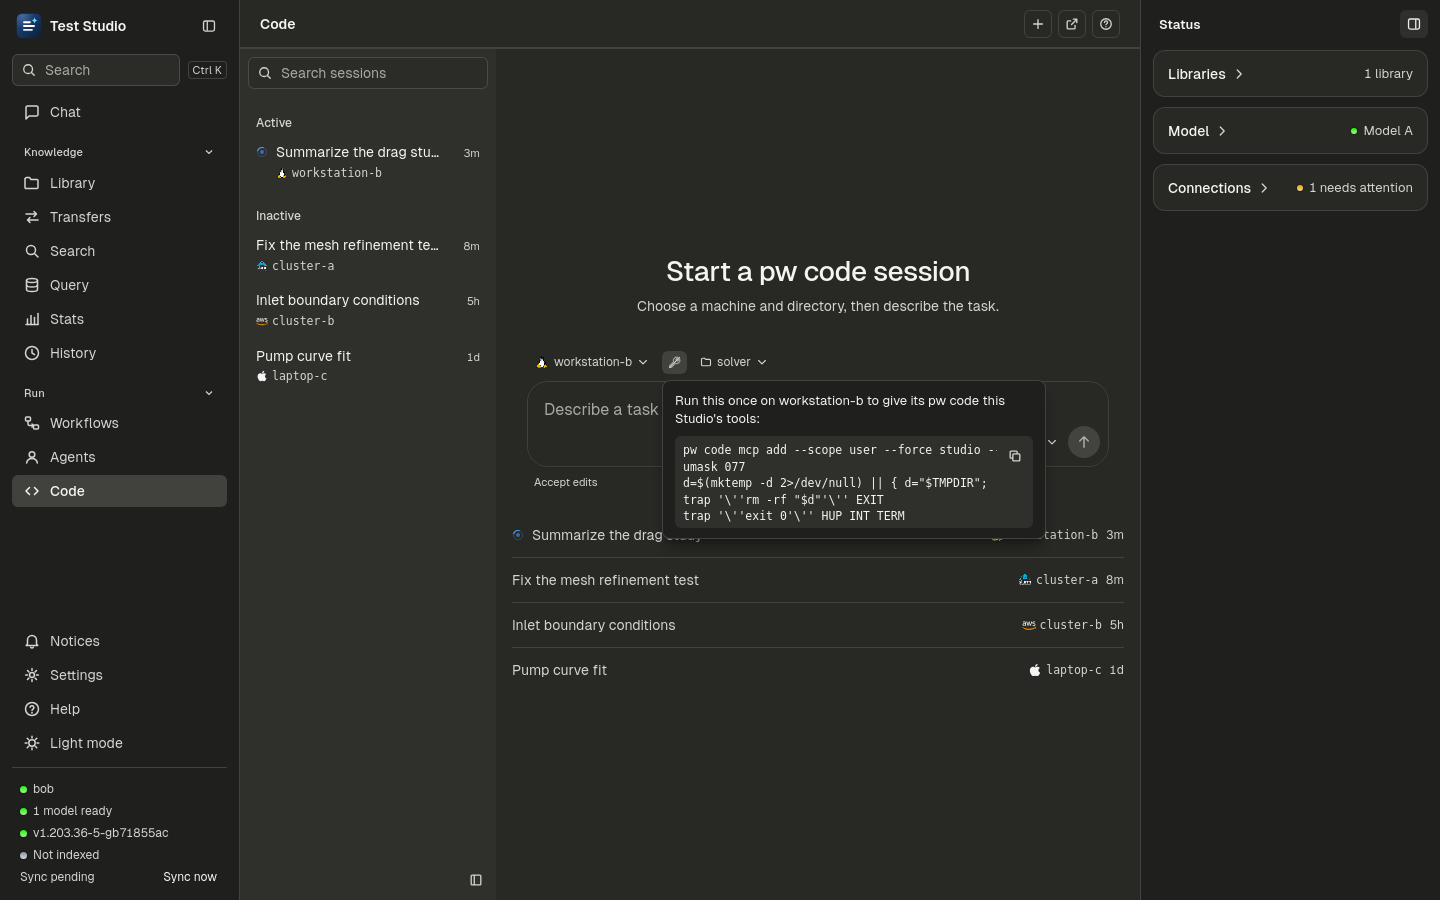 Test Studio
Search
Ctrl K
Chat
Knowledge
Library
Transfers
Search
Query
Stats
History
Run
Workflows
Agents
Code
Notices
Settings
Help
Light mode
bob
1 model ready
v1.203.36-5-gb71855ac
Not indexed
Sync pending
Sync now
Code
Search sessions
Active
Summarize the drag stu...
3m
workstation-b
Inactive
Fix the mesh refinement te...
8m
cluster-a
Inlet boundary conditions
5h
aws cluster-b
Pump curve fit
1d
laptop-c
Start a pw code session
Choose a machine and directory, then describe the task.
workstation-b
solver
Describe a task
Run this once on workstation-b to give its pw code this
Studio's tools:
pw code mcp add --scope user --force studio -
umask 077
d=$(mktemp -d 2>/dev/null) || { d="$TMPDIR";
trap '\''rm -rf "$d"'\'' EXIT
trap '\''exit 0'\'' HUP INT TERM
Accept edits
Summarize the drag
tation-b 3m
Fix the mesh refinement test
cluster-a 8m
Inlet boundary conditions
aws cluster-b 5h
Pump curve fit
laptop-c 1d
Status
Libraries
1 library
Model
Model A
Connections
1 needs attention